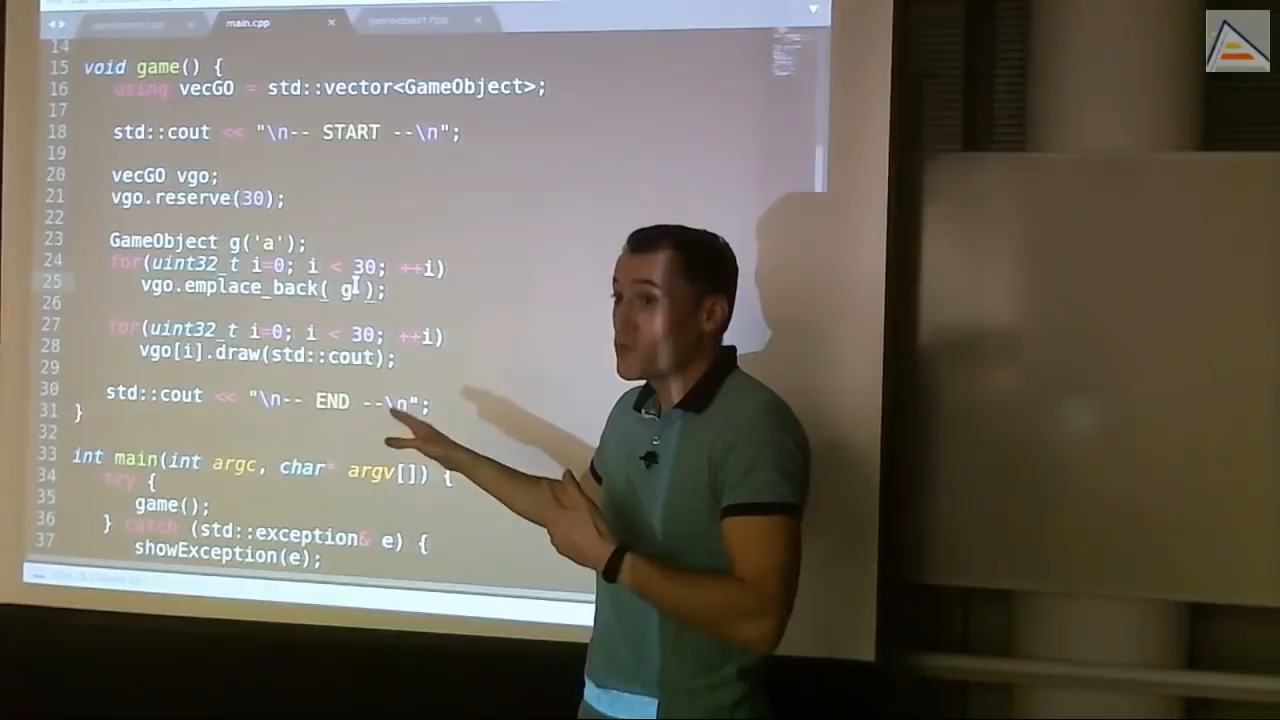 main.cpp
gameobject.hpp
14
15 void game() {
16 using vecGO = std::vector<GameObject>;
17
18 std::cout << "\n-- START --\n";
19
20 vecGO vgo;
21 vgo.reserve(30);
22
23 GameObject g('a');
24 for(uint32_t i=0; i < 30; ++i)
25 vgo.emplace_back( g );
26
27 for(uint32_t i=0; i < 30; ++i)
28 vgo[i].draw(std::cout);
29
30 std::cout << "\n-- END --\n";
31 }
32
33 int main(int argc, char* argv[]) {
34 try {
35 game();
36 } catch (std::exception& e) {
37 showException(e);